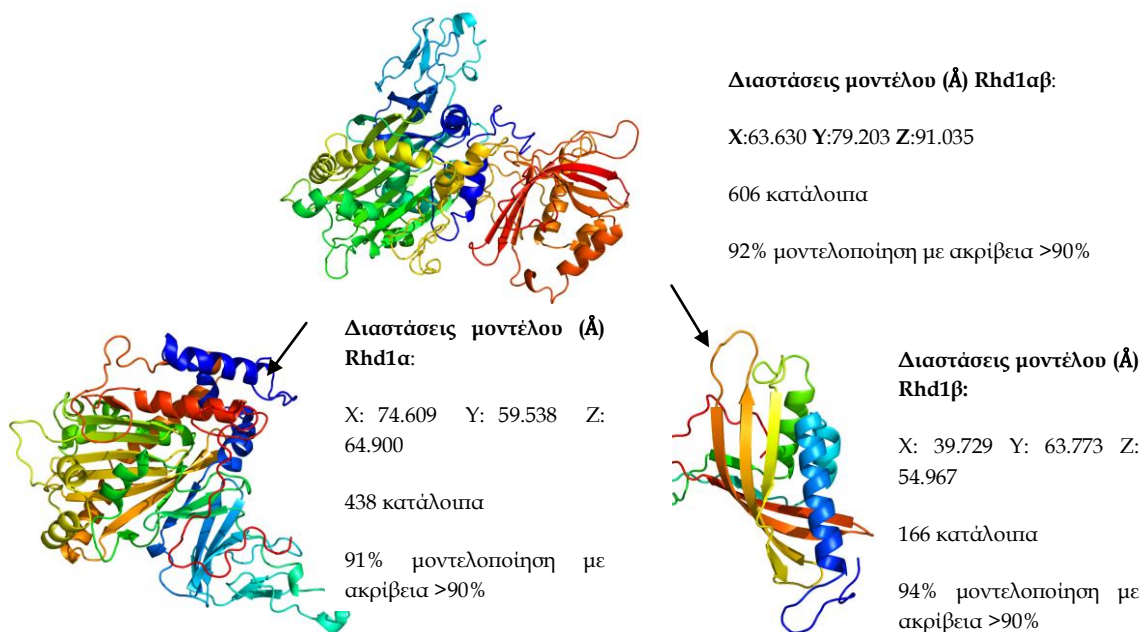 Διαστάσεις μοντέλου (Å) Rhd1αβ:
X:63.630 Y:79.203 Z:91.035
606 κατάλοιπα
92% μοντελοποίηση με ακρίβεια >90%
Διαστάσεις μοντέλου (Å)
Rhd1α:
X: 74.609 Y: 59.538 Z:
64.900
438 κατάλοιπα
91% μοντελοποίηση με
ακρίβεια >90%
Διαστάσεις μοντέλου (Å)
Rhd1β:
X: 39.729 Y: 63.773 Z:
54.967
166 κατάλοιπα
94% μοντελοποίηση με
ακρίβεια >90%